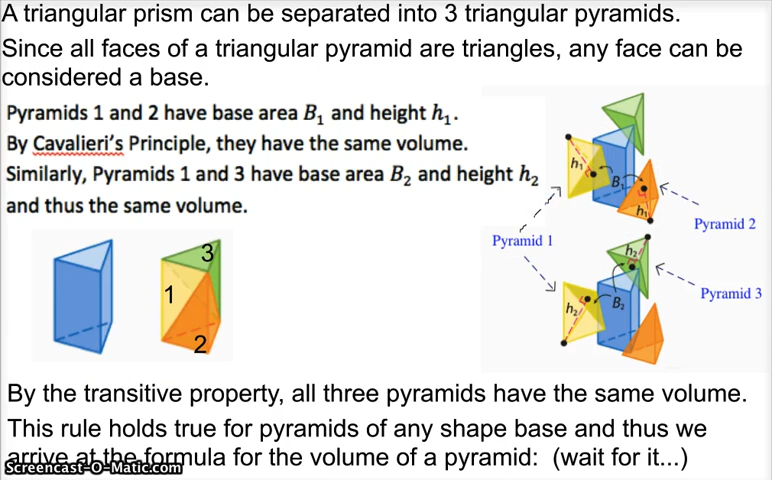 A triangular prism can be separated into 3 triangular pyramids.
Since all faces of a triangular pyramid are triangles, any face can be
considered a base.
Pyramids 1 and 2 have base area B₁ and height h₁.
By Cavalieri's Principle, they have the same volume.
Similarly, Pyramids 1 and 3 have base area B₂ and height h₂
and thus the same volume.
h₁
B₁
h₁
Pyramid 2
Pyramid 1
h₂
Pyramid 3
h₂
B₂
3
1
2
By the transitive property, all three pyramids have the same volume.
This rule holds true for pyramids of any shape base and thus we
arrive at the formula for the volume of a pyramid: (wait for it...)
Screencast-O-Matic.com